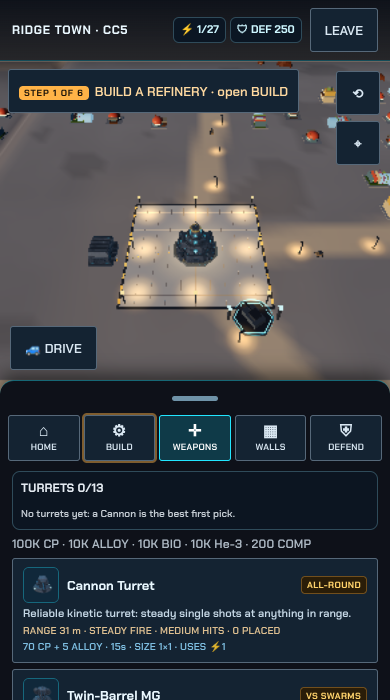 RIDGE TOWN · CC5
⚡ 1/27
DEF 250
LEAVE
STEP 1 OF 6 BUILD A REFINERY · open BUILD
DRIVE
HOME
BUILD
WEAPONS
WALLS
DEFEND
TURRETS 0/13
No turrets yet: a Cannon is the best first pick.
100K CP · 10K ALLOY · 10K BIO · 10K He-3 · 200 COMP
Cannon Turret
ALL-ROUND
Reliable kinetic turret: steady single shots at anything in range.
RANGE 31 m · STEADY FIRE · MEDIUM HITS · 0 PLACED
70 CP + 5 ALLOY · 15s · SIZE 1×1 · USES ⚡1
Twin-Barrel MG
VS SWARMS